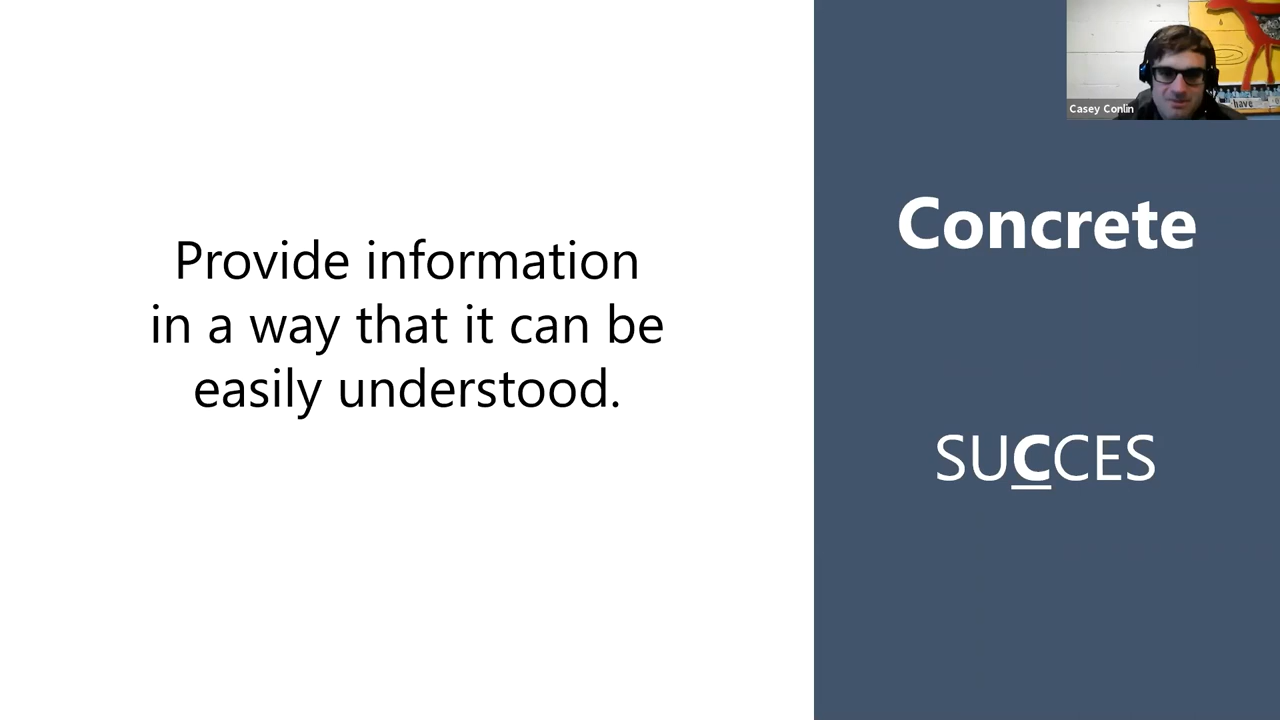 Provide information
in a way that it can be
easily understood.
Casey Conlin
have
Concrete
SUCCES